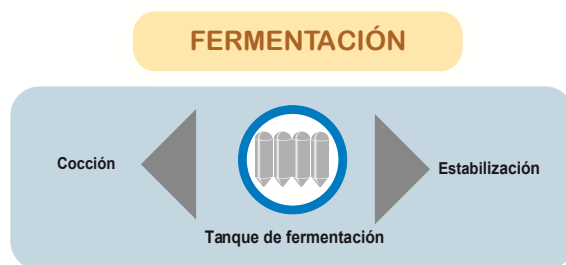 FERMENTACIÓN
Cocción
Estabilización
Tanque de fermentación